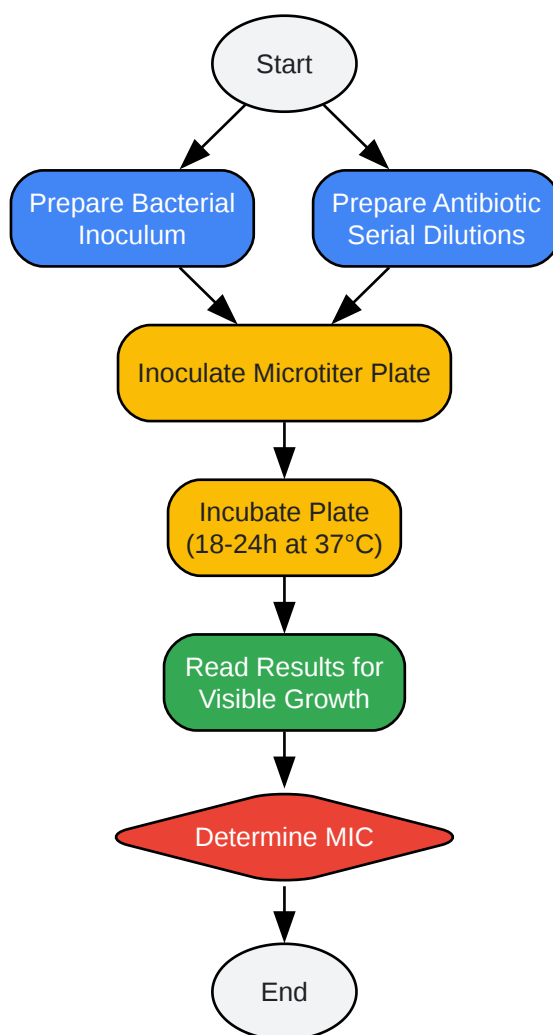 Start
Prepare Bacterial
Inoculum
Prepare Antibiotic
Serial Dilutions
Inoculate Microtiter Plate
Incubate Plate
(18-24h at 37°C)
Read Results for
Visible Growth
Determine MIC
End